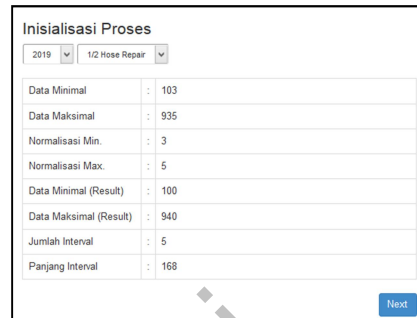 Inisialisasi Proses
2019 1/2 Hose Repair
Data Minimal : 103
Data Maksimal : 935
Normalisasi Min. : 3
Normalisasi Max. : 5
Data Minimal (Result) : 100
Data Maksimal (Result) : 940
Jumlah Interval : 5
Panjang Interval : 168
Next